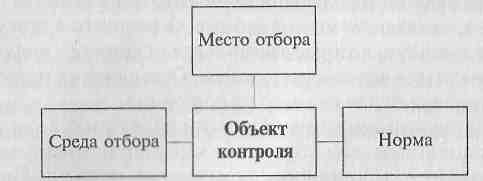 Место отбора
Среда отбора
Объект
контроля
Норма